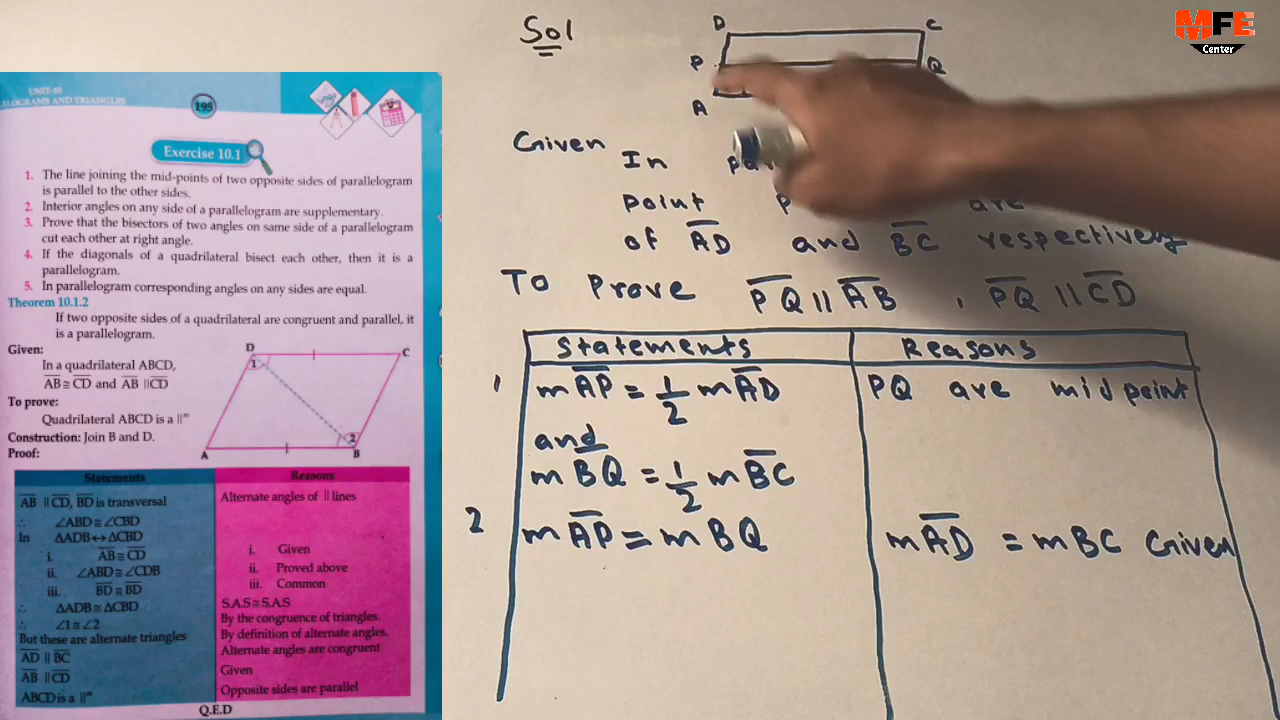 MFE
Center
Sol
D C
P Q
A
Given
In
point P are
of AD and BC respectively
To Prove PQ || AB , PQ || CD
Statements Reasons
1 mAP = 1/2 mAD PQ are mid point
and
mBQ = 1/2 mBC
2 mAP = mBQ mAD = mBC Given
UNIT-10
195
Exercise 10.1
1. The line joining the mid-points of two opposite sides of parallelogram
is parallel to the other sides.
2. Interior angles on any side of a parallelogram are supplementary.
3. Prove that the bisectors of two angles on same side of a parallelogram
cut each other at right angle.
4. If the diagonals of a quadrilateral bisect each other, then it is a
parallelogram.
5. In parallelogram corresponding angles on any sides are equal.
Theorem 10.1.2
If two opposite sides of a quadrilateral are congruent and parallel, it
is a parallelogram.
Given:
In a quadrilateral ABCD,
AB ≅ CD and AB || CD
To prove:
Quadrilateral ABCD is a ||ᵐ
Construction: Join B and D.
Proof:
D C
1
2
A B
Statements Reasons
AB || CD, BD is transversal Alternate angles of || lines
∴ ∠ABD ≅ ∠CBD
In ΔADB ↔ ΔCBD
i. AB ≅ CD i. Given
ii. ∠ABD ≅ ∠CDB ii. Proved above
iii. BD ≅ BD iii. Common
∴ ΔADB ≅ ΔCBD S.A.S ≅ S.A.S
∴ ∠1 ≅ ∠2 By the congruence of triangles.
But these are alternate triangles By definition of alternate angles.
AD || BC Alternate angles are congruent
AB || CD Given
ABCD is a ||ᵐ Opposite sides are parallel
Q.E.D